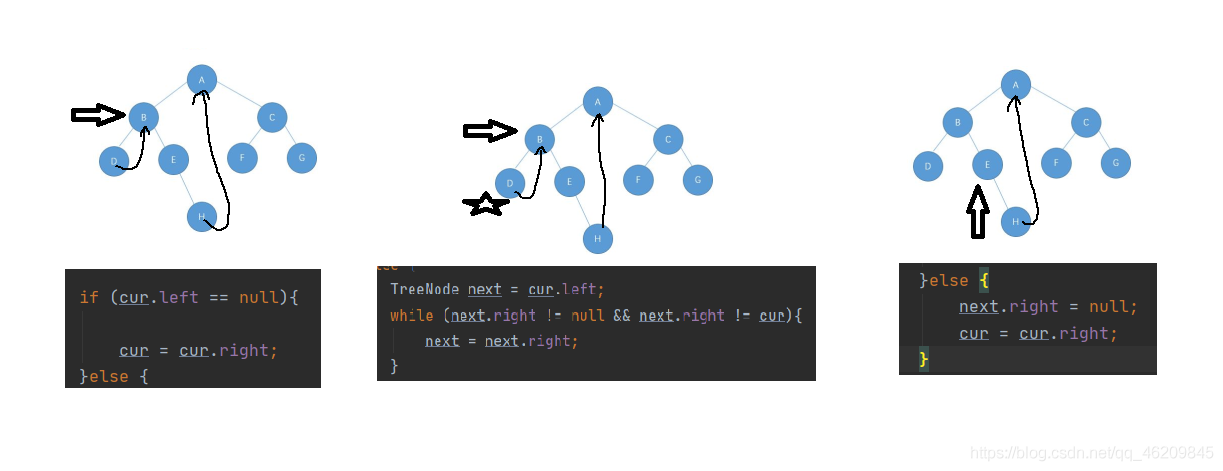 A
B
C
D
E
F
G
H
if (cur.left == null){
cur = cur.right;
}else {
A
B
C
D
E
F
G
H
else {
TreeNode next = cur.left;
while (next.right != null && next.right != cur){
next = next.right;
}
A
B
C
D
E
F
G
H
}else {
next.right = null;
cur = cur.right;
}
https://blog.csdn.net/qq_46209845